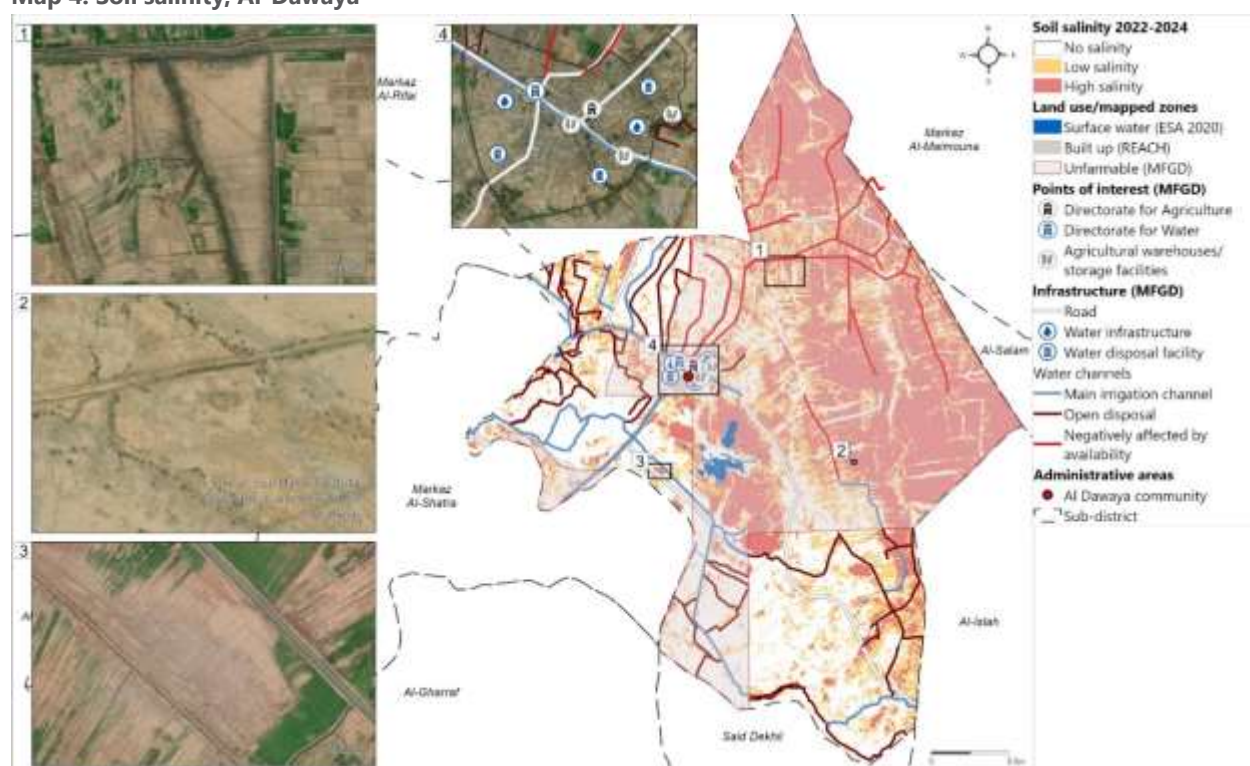 Map 4: Soil salinity, Al-Dawaya
1
2
3
4
Markaz
Al-Rifai
Markaz
Al-Maimouna
Al-Salam
Markaz
Al-Shatra
Al-Gharraf
Said Dekhil
Al-Islah
1
2
3
4
N
S
Soil salinity 2022-2024
No salinity
Low salinity
High salinity
Land use/mapped zones
Surface water (ESA 2020)
Built up (REACH)
Unfarmable (MFGD)
Points of interest (MFGD)
Directorate for Agriculture
Directorate for Water
Agricultural warehouses/
storage facilities
Infrastructure (MFGD)
Road
Water infrastructure
Water disposal facility
Water channels
Main irrigation channel
Open disposal
Negatively affected by
availability
Administrative areas
Al Dawaya community
Sub-district